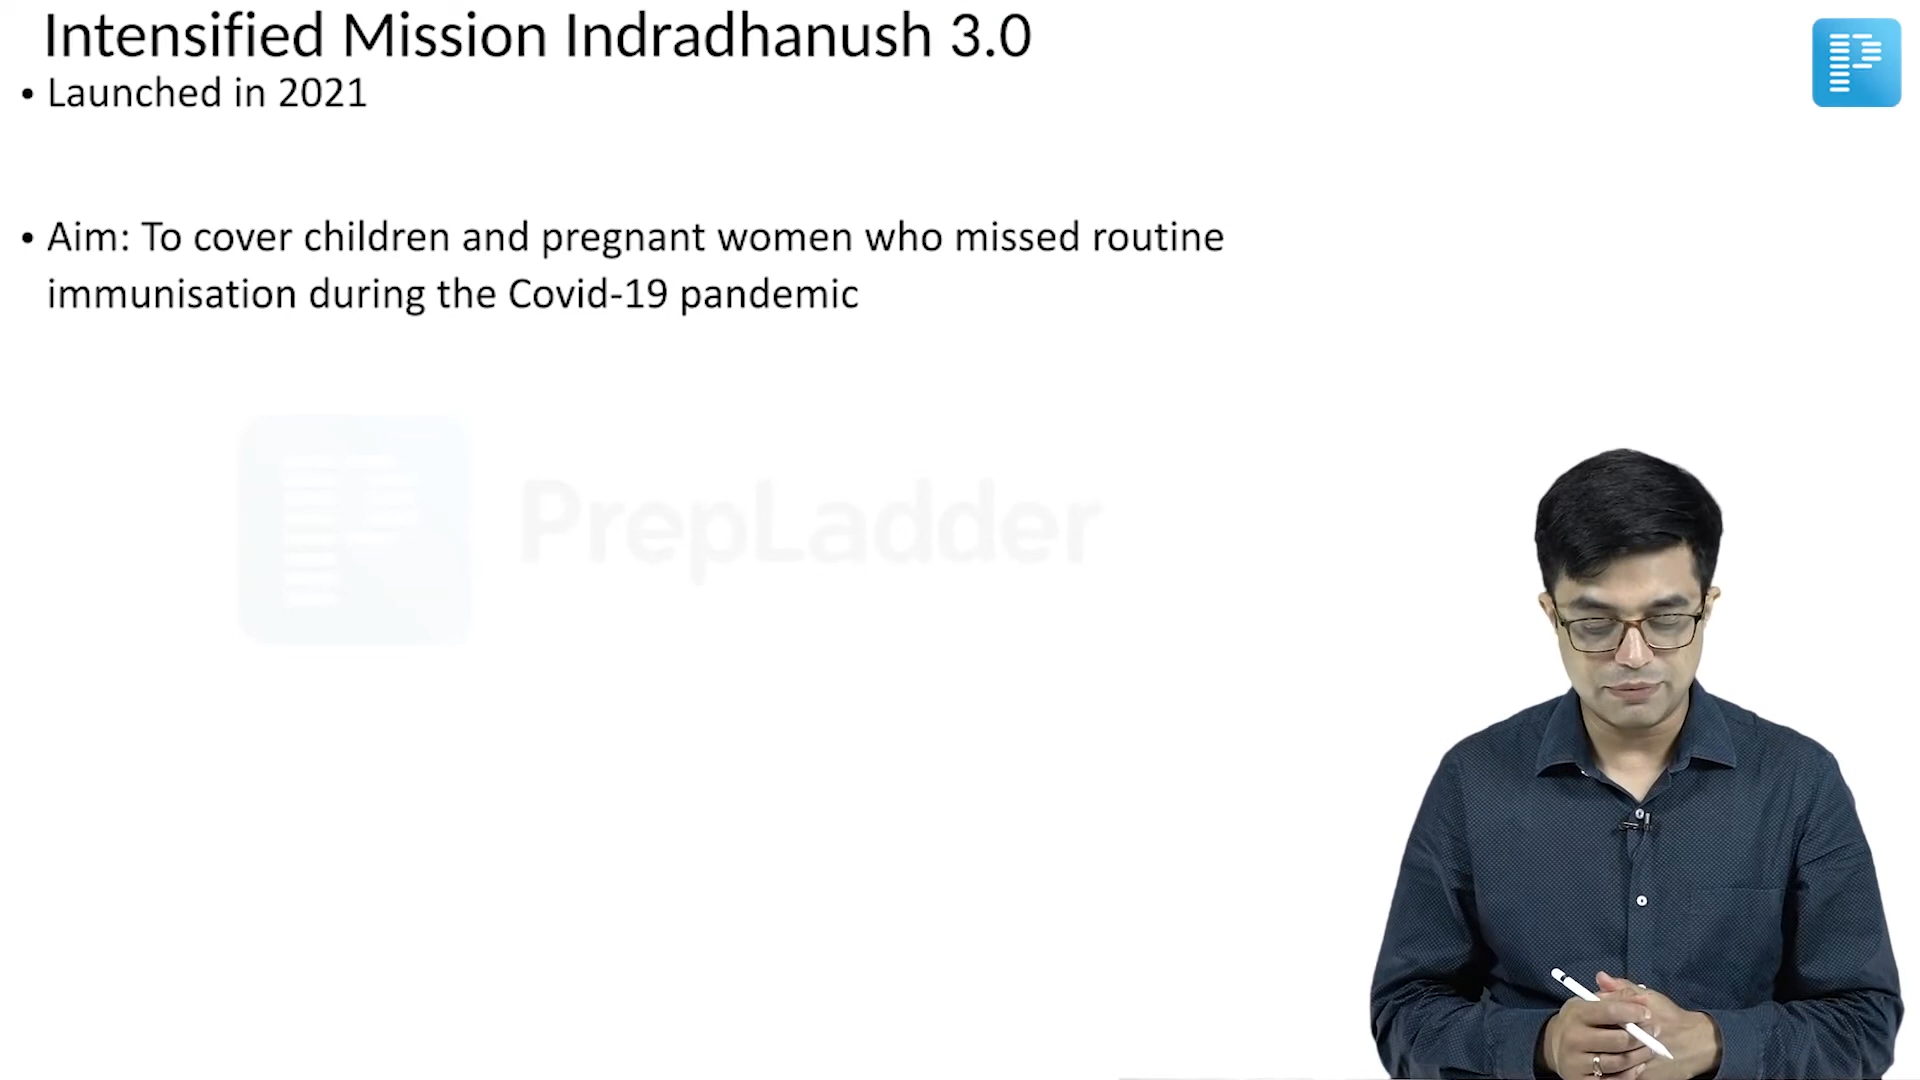 Intensified Mission Indradhanush 3.0
• Launched in 2021
• Aim: To cover children and pregnant women who missed routine
immunisation during the Covid-19 pandemic
PrepLadder